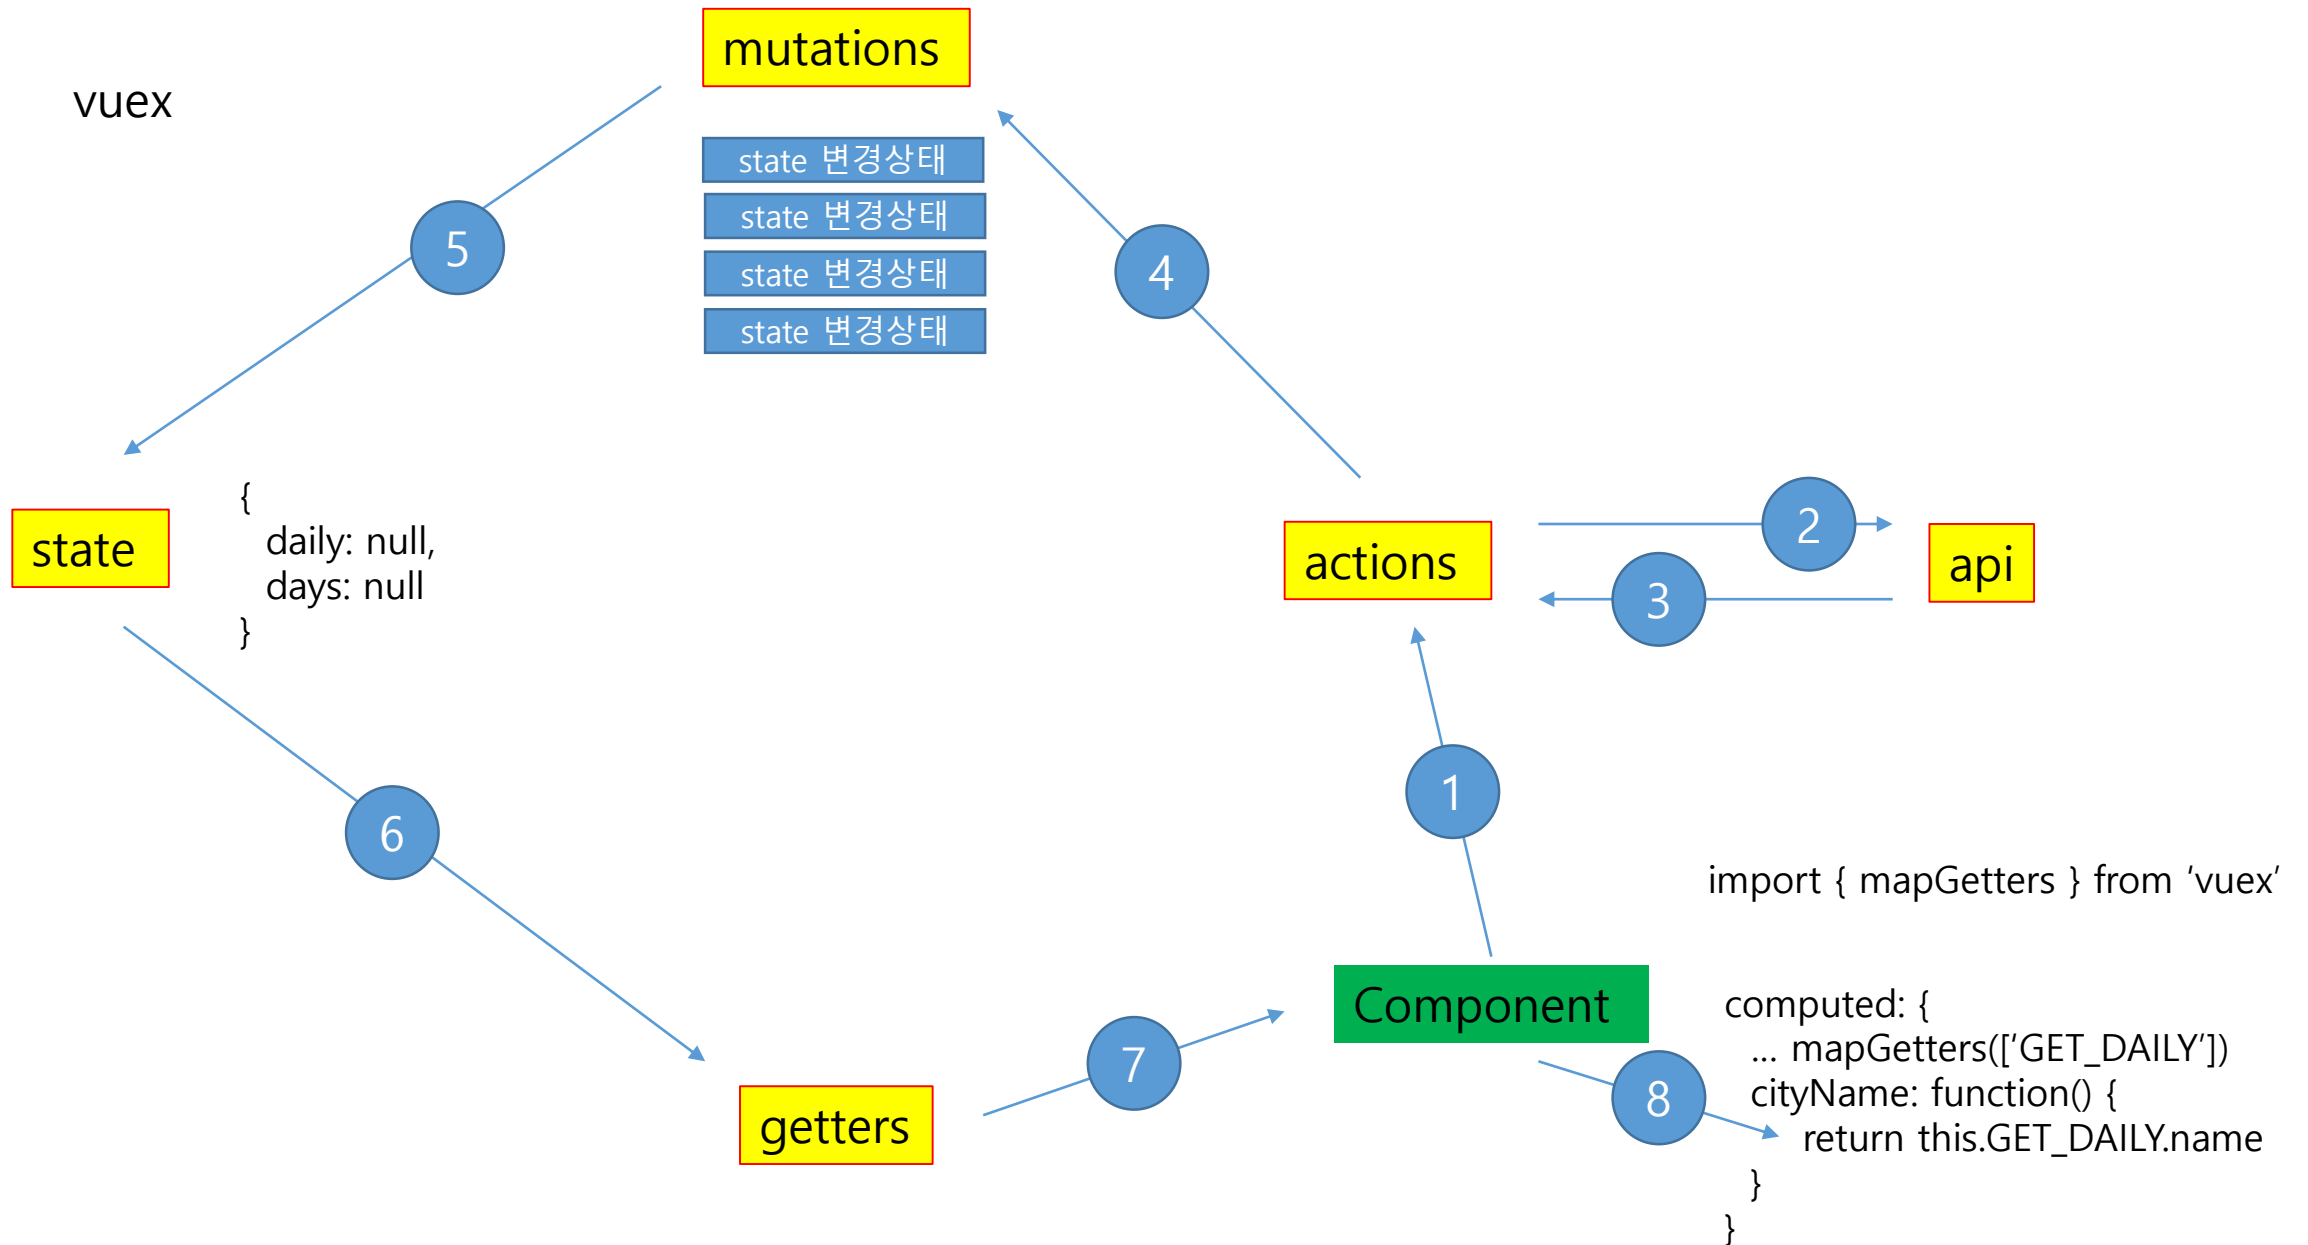 mutations
vuex
state 변경상태
state 변경상태
state 변경상태
state 변경상태
5
4
state
{
daily: null,
days: null
}
actions
2
3
api
1
6
import { mapGetters } from ‘vuex’
Component
7
8
getters
computed: {
... mapGetters([‘GET_DAILY’])
cityName: function() {
return this.GET_DAILY.name
}
}